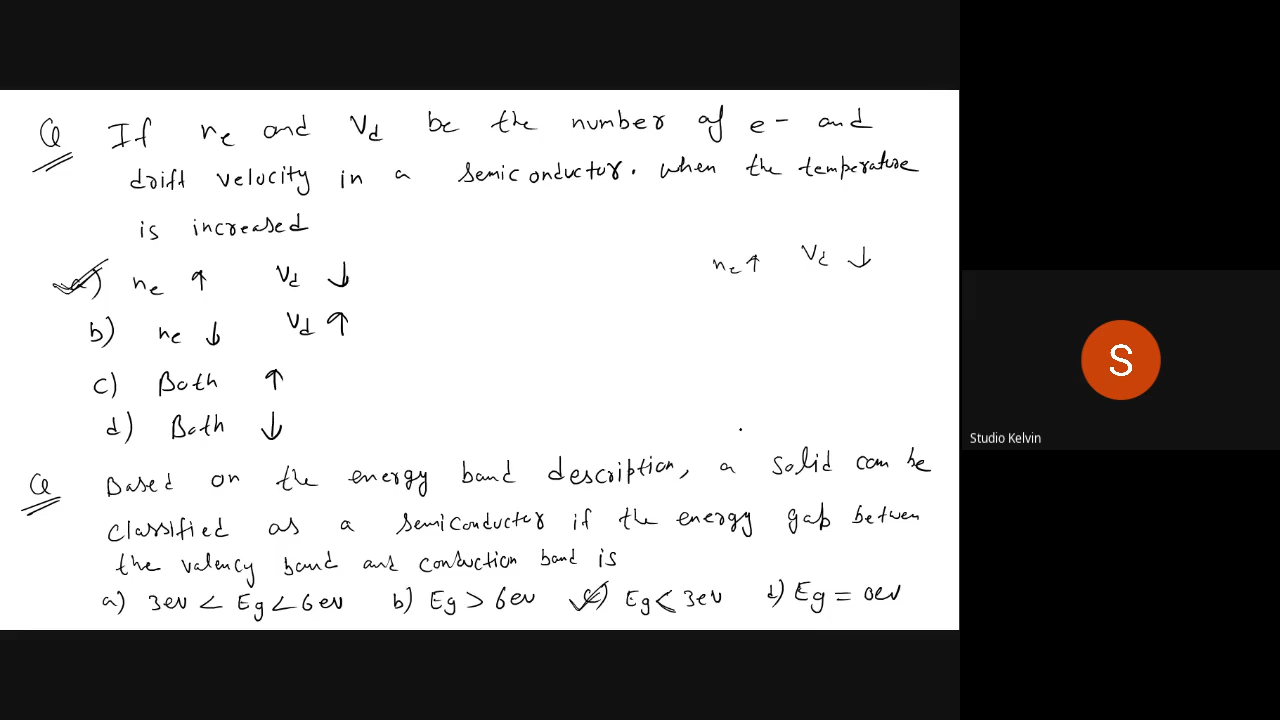 Q If ne and Vd be the number of e- and
drift velocity in a semiconductor. when the temperature
is increased
ne ↑ Vd ↓
a) ne ↑ Vd ↓
b) ne ↓ Vd ↑
c) Both ↑
d) Both ↓
Q Based on the energy band description, a solid can be
classified as a semiconductor if the energy gap between
the valency band and conduction band is
a) 3ev < Eg < 6ev b) Eg > 6ev c) Eg < 3ev d) Eg = 0ev
S
Studio Kelvin